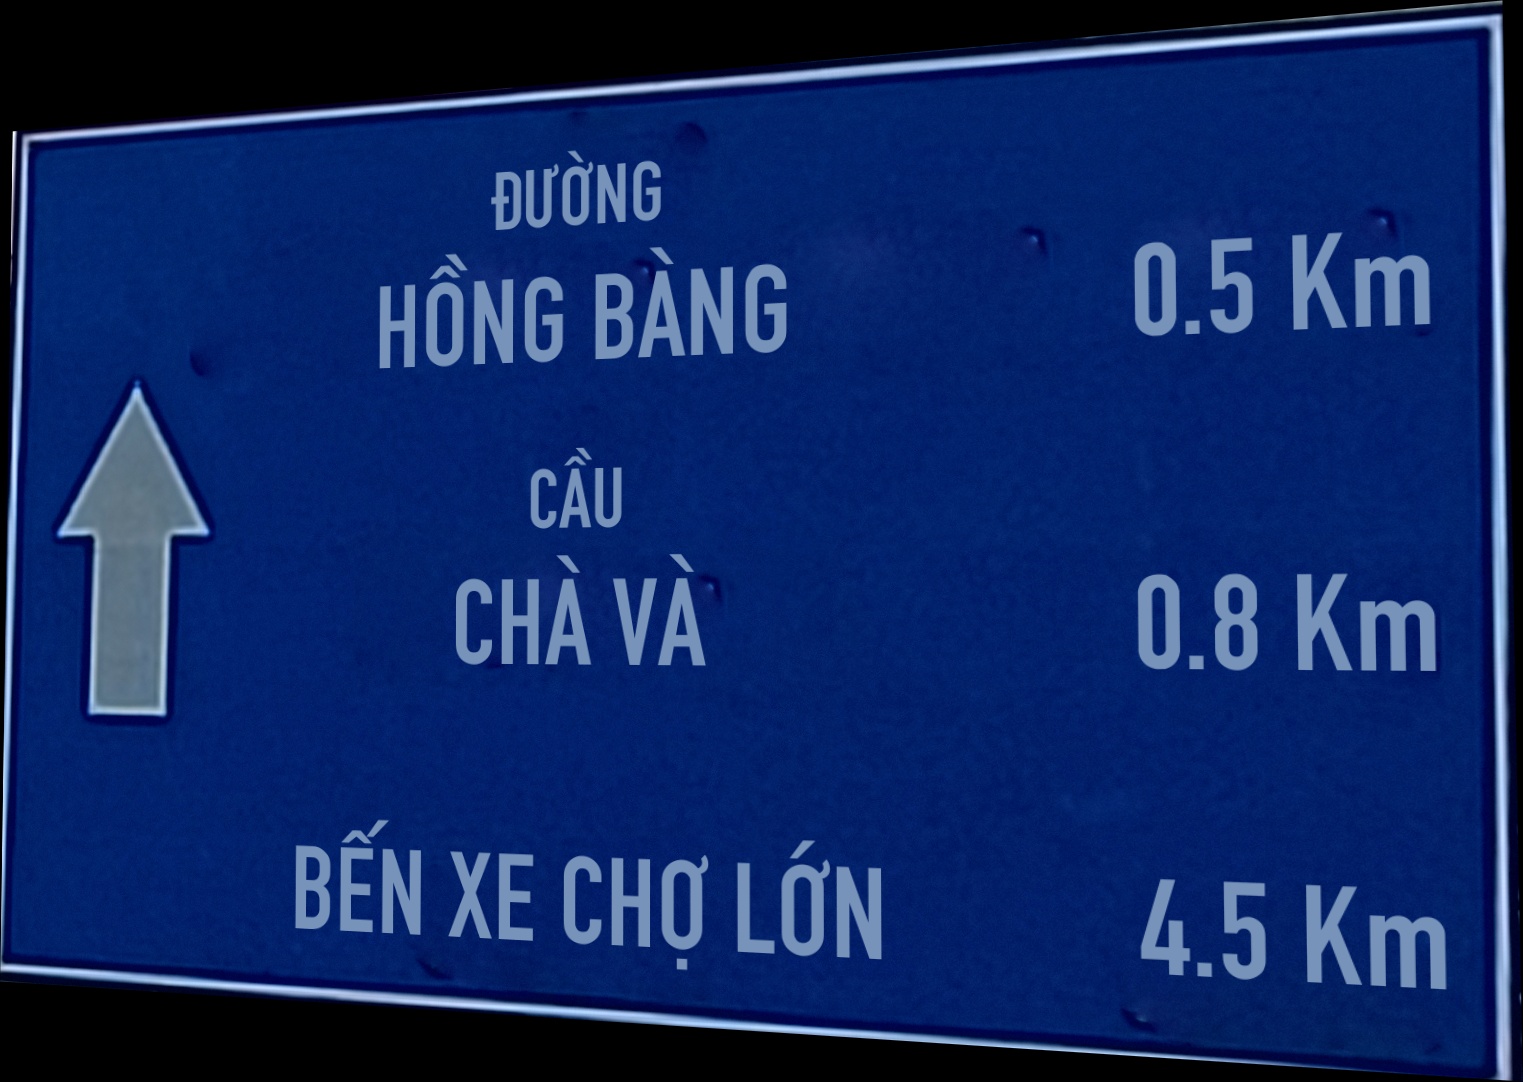 ĐƯỜNG
HỒNG BÀNG 0.5 Km
CẦU
CHÀ VÀ 0.8 Km
BẾN XE CHỢ LỚN 4.5 Km